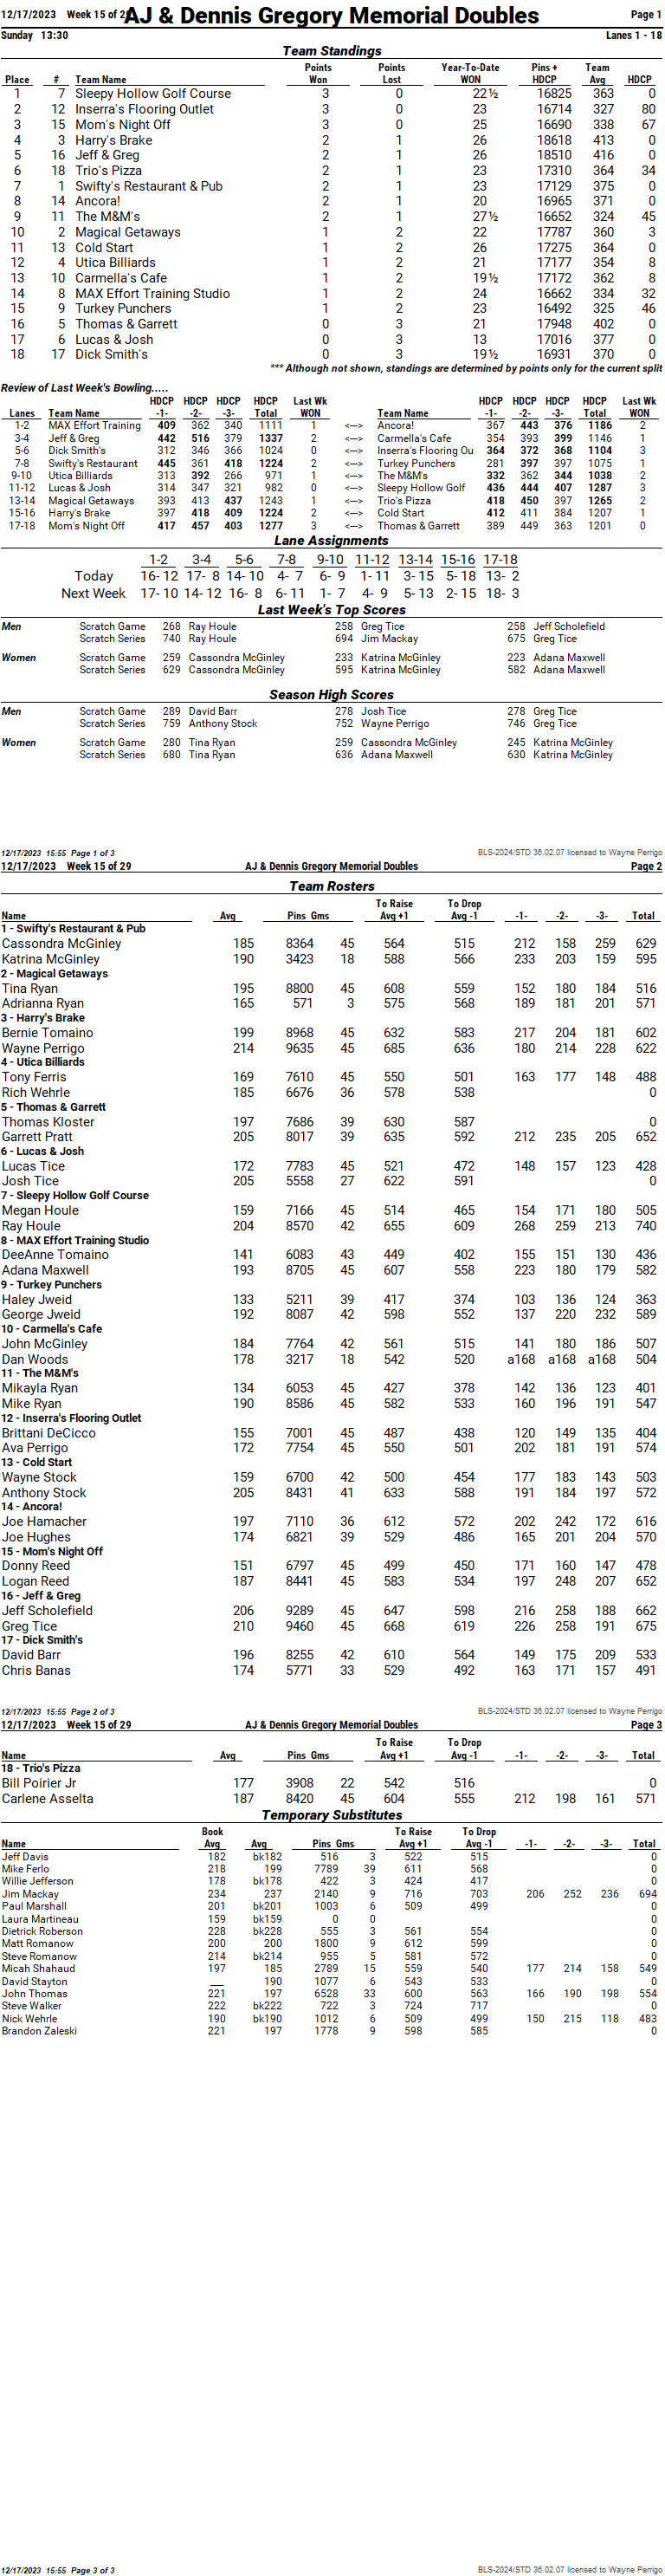 12/17/2023 Week 15 of 29 AJ & Dennis Gregory Memorial Doubles Page 1
Sunday 13:30 Lanes 1 - 18
Team Standings
Points Points Year-To-Date Pins + Team
Place # Team Name Won Lost WON HDCP Avg HDCP
1 7 Sleepy Hollow Golf Course 3 0 22½ 16825 363 0
2 12 Inserra's Flooring Outlet 3 0 23 16714 327 80
3 15 Mom's Night Off 3 0 25 16690 338 67
4 3 Harry's Brake 2 1 26 18618 413 0
5 16 Jeff & Greg 2 1 26 18510 416 0
6 18 Trio's Pizza 2 1 23 17310 364 34
7 1 Swifty's Restaurant & Pub 2 1 23 17129 375 0
8 14 Ancora! 2 1 20 16965 371 0
9 11 The M&M's 2 1 27½ 16652 324 45
10 2 Magical Getaways 1 2 22 17787 360 3
11 13 Cold Start 1 2 26 17275 364 0
12 4 Utica Billiards 1 2 21 17177 354 8
13 10 Carmella's Cafe 1 2 19½ 17172 362 8
14 8 MAX Effort Training Studio 1 2 24 16662 334 32
15 9 Turkey Punchers 1 2 23 16492 325 46
16 5 Thomas & Garrett 0 3 21 17948 402 0
17 6 Lucas & Josh 0 3 13 17016 377 0
18 17 Dick Smith's 0 3 19½ 16931 370 0
*** Although not shown, standings are determined by points only for the current split
Review of Last Week's Bowling.....
HDCP HDCP HDCP HDCP Last Wk HDCP HDCP HDCP HDCP Last Wk
Lanes Team Name -1- -2- -3- Total WON Team Name -1- -2- -3- Total WON
1-2 MAX Effort Training 409 362 340 1111 1 <---> Ancora! 367 443 376 1186 2
3-4 Jeff & Greg 442 516 379 1337 2 <---> Carmella's Cafe 354 393 399 1146 1
5-6 Dick Smith's 312 346 366 1024 0 <---> Inserra's Flooring Ou 364 372 368 1104 3
7-8 Swifty's Restaurant 445 361 418 1224 2 <---> Turkey Punchers 281 397 397 1075 1
9-10 Utica Billiards 313 392 266 971 1 <---> The M&M's 332 362 344 1038 2
11-12 Lucas & Josh 314 347 321 982 0 <---> Sleepy Hollow Golf 436 444 407 1287 3
13-14 Magical Getaways 393 413 437 1243 1 <---> Trio's Pizza 418 450 397 1265 2
15-16 Harry's Brake 397 418 409 1224 2 <---> Cold Start 412 411 384 1207 1
17-18 Mom's Night Off 417 457 403 1277 3 <---> Thomas & Garrett 389 449 363 1201 0
Lane Assignments
1-2 3-4 5-6 7-8 9-10 11-12 13-14 15-16 17-18
Today 16- 12 17- 8 14- 10 4- 7 6- 9 1- 11 3- 15 5- 18 13- 2
Next Week 17- 10 14- 12 16- 8 6- 11 1- 7 4- 9 5- 13 2- 15 18- 3
Last Week's Top Scores
Men Scratch Game 268 Ray Houle 258 Greg Tice 258 Jeff Scholefield
Scratch Series 740 Ray Houle 694 Jim Mackay 675 Greg Tice
Women Scratch Game 259 Cassondra McGinley 233 Katrina McGinley 223 Adana Maxwell
Scratch Series 629 Cassondra McGinley 595 Katrina McGinley 582 Adana Maxwell
Season High Scores
Men Scratch Game 289 David Barr 278 Josh Tice 278 Greg Tice
Scratch Series 759 Anthony Stock 752 Wayne Perrigo 746 Greg Tice
Women Scratch Game 280 Tina Ryan 259 Cassondra McGinley 245 Katrina McGinley
Scratch Series 680 Tina Ryan 636 Adana Maxwell 630 Katrina McGinley
12/17/2023 15:55 Page 1 of 3 BLS-2024/STD 36.02.07 licensed to Wayne Perrigo
12/17/2023 Week 15 of 29 AJ & Dennis Gregory Memorial Doubles Page 2
Team Rosters
To Raise To Drop
Name Avg Pins Gms Avg +1 Avg -1 -1- -2- -3- Total
1 - Swifty's Restaurant & Pub
Cassondra McGinley 185 8364 45 564 515 212 158 259 629
Katrina McGinley 190 3423 18 588 566 233 203 159 595
2 - Magical Getaways
Tina Ryan 195 8800 45 608 559 152 180 184 516
Adrianna Ryan 165 571 3 575 568 189 181 201 571
3 - Harry's Brake
Bernie Tomaino 199 8968 45 632 583 217 204 181 602
Wayne Perrigo 214 9635 45 685 636 180 214 228 622
4 - Utica Billiards
Tony Ferris 169 7610 45 550 501 163 177 148 488
Rich Wehrle 185 6676 36 578 538 0
5 - Thomas & Garrett
Thomas Kloster 197 7686 39 630 587 0
Garrett Pratt 205 8017 39 635 592 212 235 205 652
6 - Lucas & Josh
Lucas Tice 172 7783 45 521 472 148 157 123 428
Josh Tice 205 5558 27 622 591 0
7 - Sleepy Hollow Golf Course
Megan Houle 159 7166 45 514 465 154 171 180 505
Ray Houle 204 8570 42 655 609 268 259 213 740
8 - MAX Effort Training Studio
DeeAnne Tomaino 141 6083 43 449 402 155 151 130 436
Adana Maxwell 193 8705 45 607 558 223 180 179 582
9 - Turkey Punchers
Haley Jweid 133 5211 39 417 374 103 136 124 363
George Jweid 192 8087 42 598 552 137 220 232 589
10 - Carmella's Cafe
John McGinley 184 7764 42 561 515 141 180 186 507
Dan Woods 178 3217 18 542 520 a168 a168 a168 504
11 - The M&M's
Mikayla Ryan 134 6053 45 427 378 142 136 123 401
Mike Ryan 190 8586 45 582 533 160 196 191 547
12 - Inserra's Flooring Outlet
Brittani DeCicco 155 7001 45 487 438 120 149 135 404
Ava Perrigo 172 7754 45 550 501 202 181 191 574
13 - Cold Start
Wayne Stock 159 6700 42 500 454 177 183 143 503
Anthony Stock 205 8431 41 633 588 191 184 197 572
14 - Ancora!
Joe Hamacher 197 7110 36 612 572 202 242 172 616
Joe Hughes 174 6821 39 529 486 165 201 204 570
15 - Mom's Night Off
Donny Reed 151 6797 45 499 450 171 160 147 478
Logan Reed 187 8441 45 583 534 197 248 207 652
16 - Jeff & Greg
Jeff Scholefield 206 9289 45 647 598 216 258 188 662
Greg Tice 210 9460 45 668 619 226 258 191 675
17 - Dick Smith's
David Barr 196 8255 42 610 564 149 175 209 533
Chris Banas 174 5771 33 529 492 163 171 157 491
12/17/2023 15:55 Page 2 of 3 BLS-2024/STD 36.02.07 licensed to Wayne Perrigo
12/17/2023 Week 15 of 29 AJ & Dennis Gregory Memorial Doubles Page 3
To Raise To Drop
Name Avg Pins Gms Avg +1 Avg -1 -1- -2- -3- Total
18 - Trio's Pizza
Bill Poirier Jr 177 3908 22 542 516 0
Carlene Asselta 187 8420 45 604 555 212 198 161 571
Temporary Substitutes
Book To Raise To Drop
Name Avg Avg Pins Gms Avg +1 Avg -1 -1- -2- -3- Total
Jeff Davis 182 bk182 516 3 522 515 0
Mike Ferlo 218 199 7789 39 611 568 0
Willie Jefferson 178 bk178 422 3 424 417 0
Jim Mackay 234 237 2140 9 716 703 206 252 236 694
Paul Marshall 201 bk201 1003 6 509 499 0
Laura Martineau 159 bk159 0 0 0
Dietrick Roberson 228 bk228 555 3 561 554 0
Matt Romanow 200 200 1800 9 612 599 0
Steve Romanow 214 bk214 955 5 581 572 0
Micah Shahaud 197 185 2789 15 559 540 177 214 158 549
David Stayton ___ 190 1077 6 543 533 0
John Thomas 221 197 6528 33 600 563 166 190 198 554
Steve Walker 222 bk222 722 3 724 717 0
Nick Wehrle 190 bk190 1012 6 509 499 150 215 118 483
Brandon Zaleski 221 197 1778 9 598 585 0
12/17/2023 15:55 Page 3 of 3 BLS-2024/STD 36.02.07 licensed to Wayne Perrigo